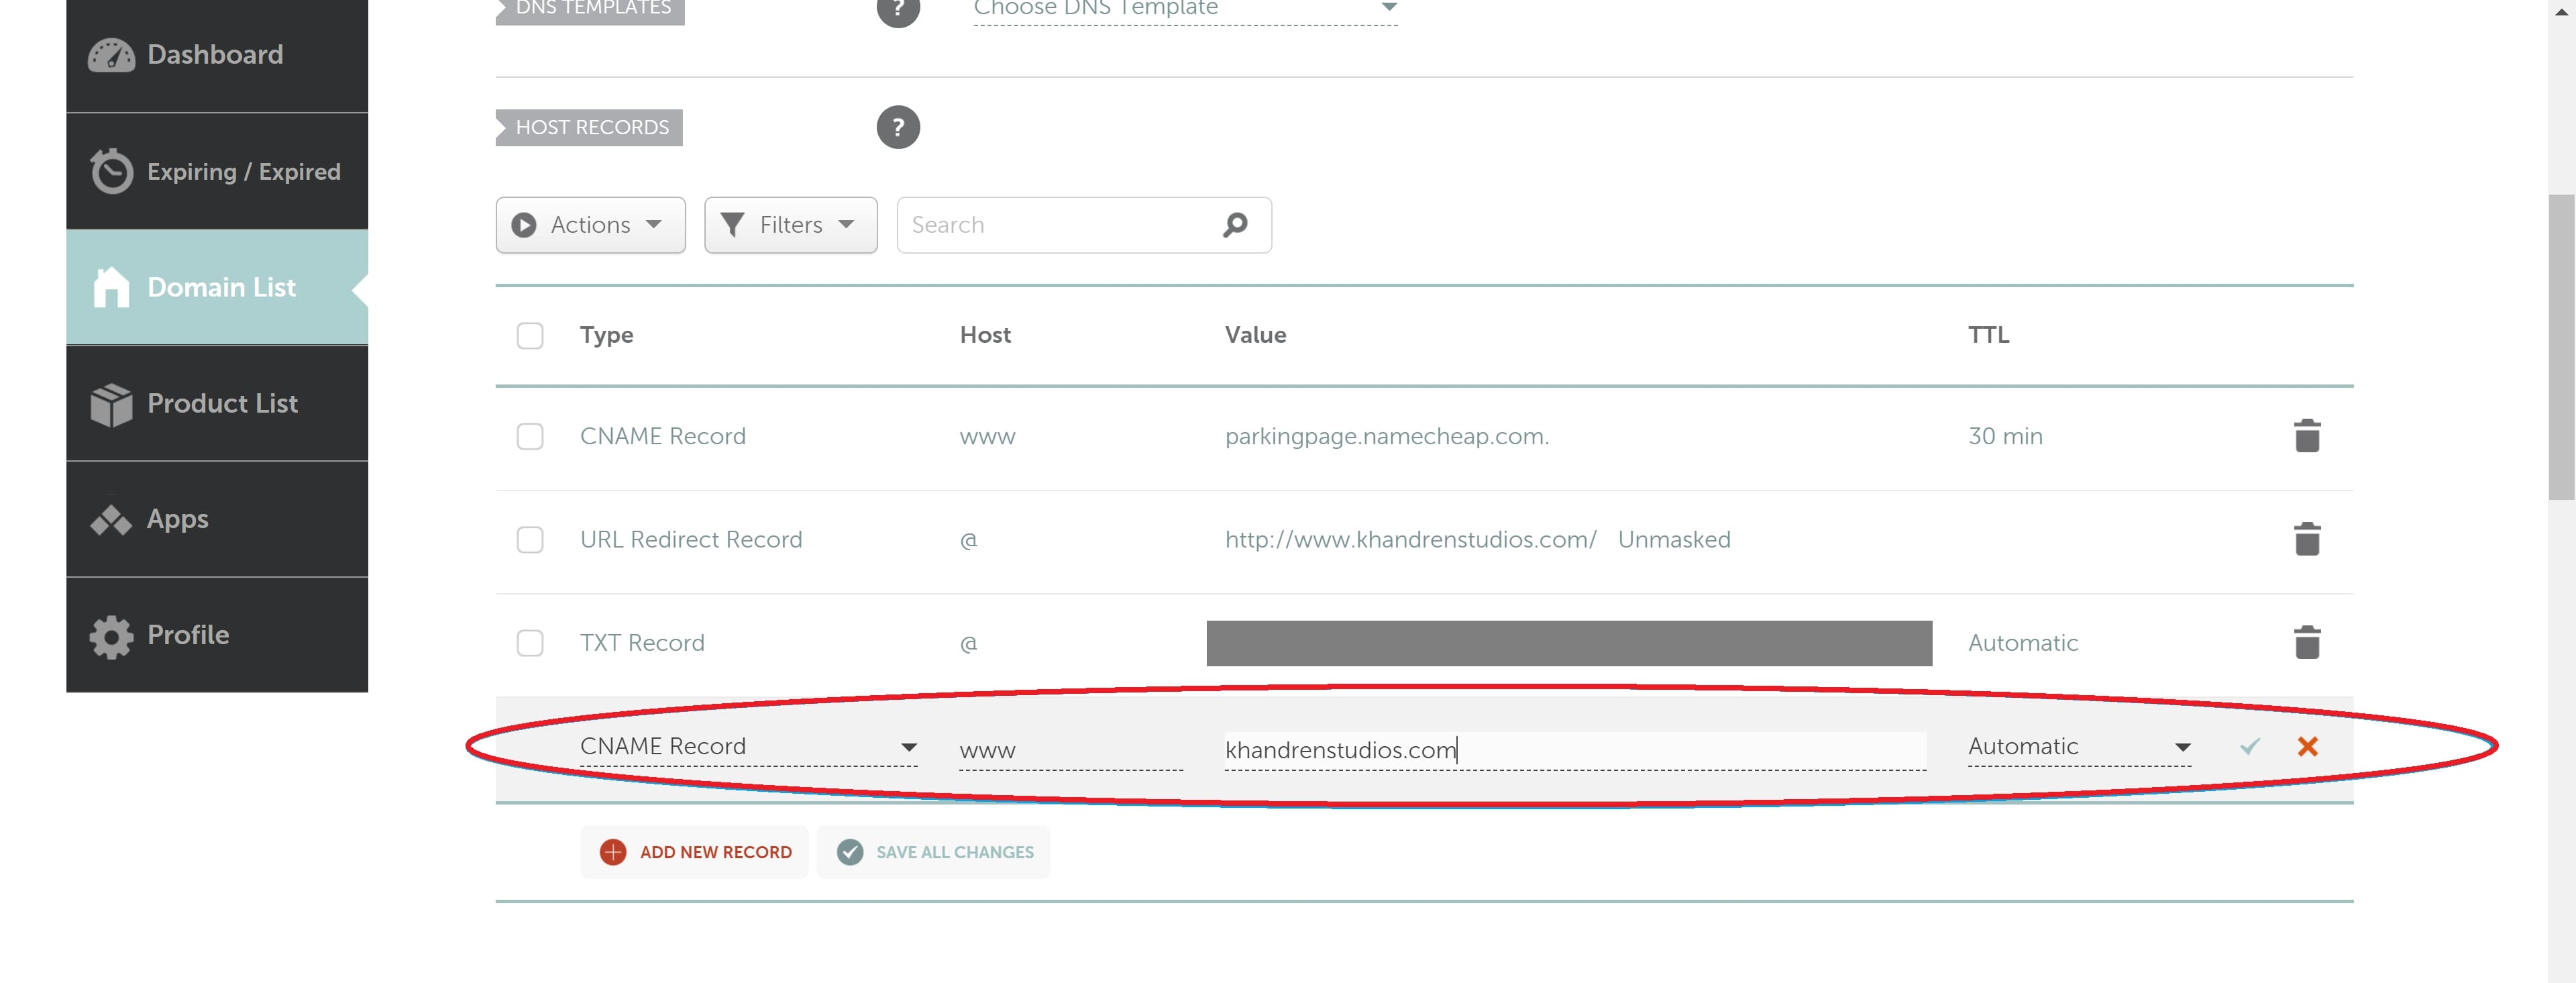 DNS TEMPLATES
?
Choose DNS Template
Dashboard
Expiring / Expired
Domain List
Product List
Apps
Profile
HOST RECORDS
?
Actions
Filters
Search
Type Host Value TTL
CNAME Record www parkingpage.namecheap.com. 30 min
URL Redirect Record @ http://www.khandrenstudios.com/ Unmasked
TXT Record @ Automatic
CNAME Record www khandrenstudios.com Automatic
ADD NEW RECORD
SAVE ALL CHANGES